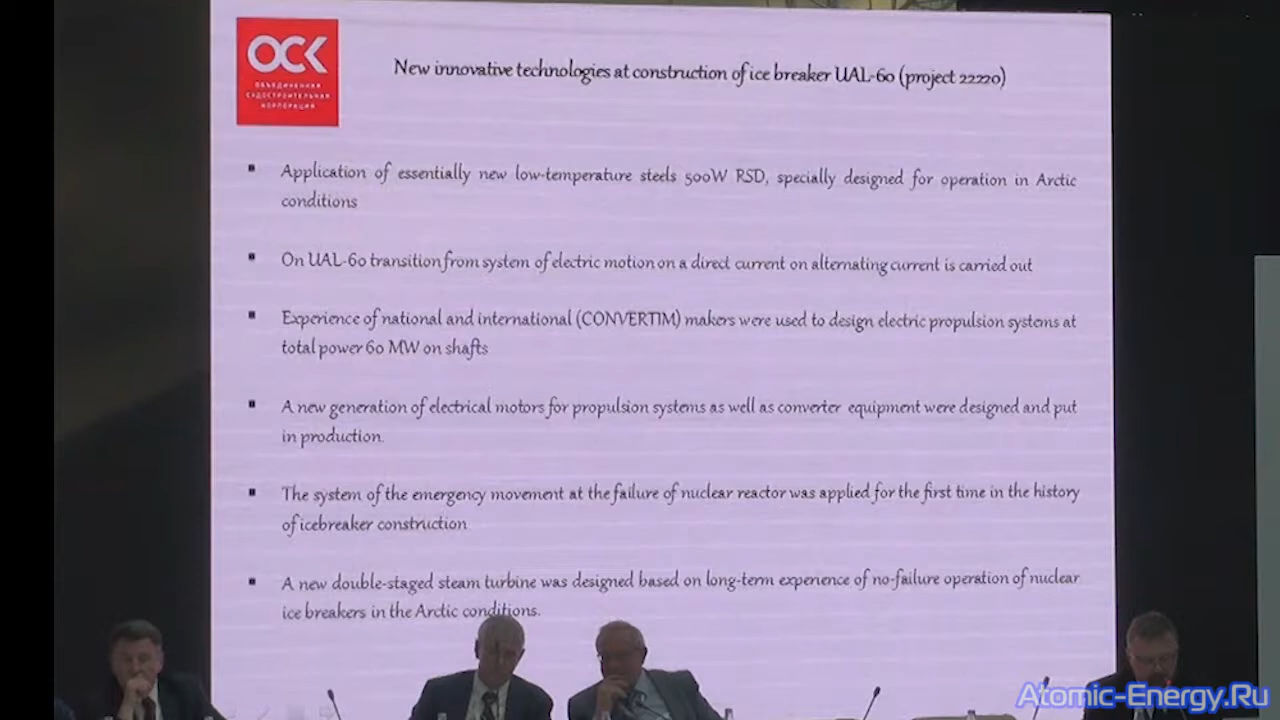 ОСК
ОБЪЕДИНЕННАЯ
СУДОСТРОИТЕЛЬНАЯ
КОРПОРАЦИЯ
New innovative technologies at construction of ice breaker UAL-60 (project 22220)
▪ Application of essentially new low-temperature steels 500W RSD, specially designed for operation in Arctic
conditions
▪ On UAL-60 transition from system of electric motion on a direct current on alternating current is carried out
▪ Experience of national and international (CONVERTIM) makers were used to design electric propulsion systems at
total power 60 MW on shafts
▪ A new generation of electrical motors for propulsion systems as well as converter equipment were designed and put
in production.
▪ The system of the emergency movement at the failure of nuclear reactor was applied for the first time in the history
of icebreaker construction
▪ A new double-staged steam turbine was designed based on long-term experience of no-failure operation of nuclear
ice breakers in the Arctic conditions.
Atomic-Energy.Ru